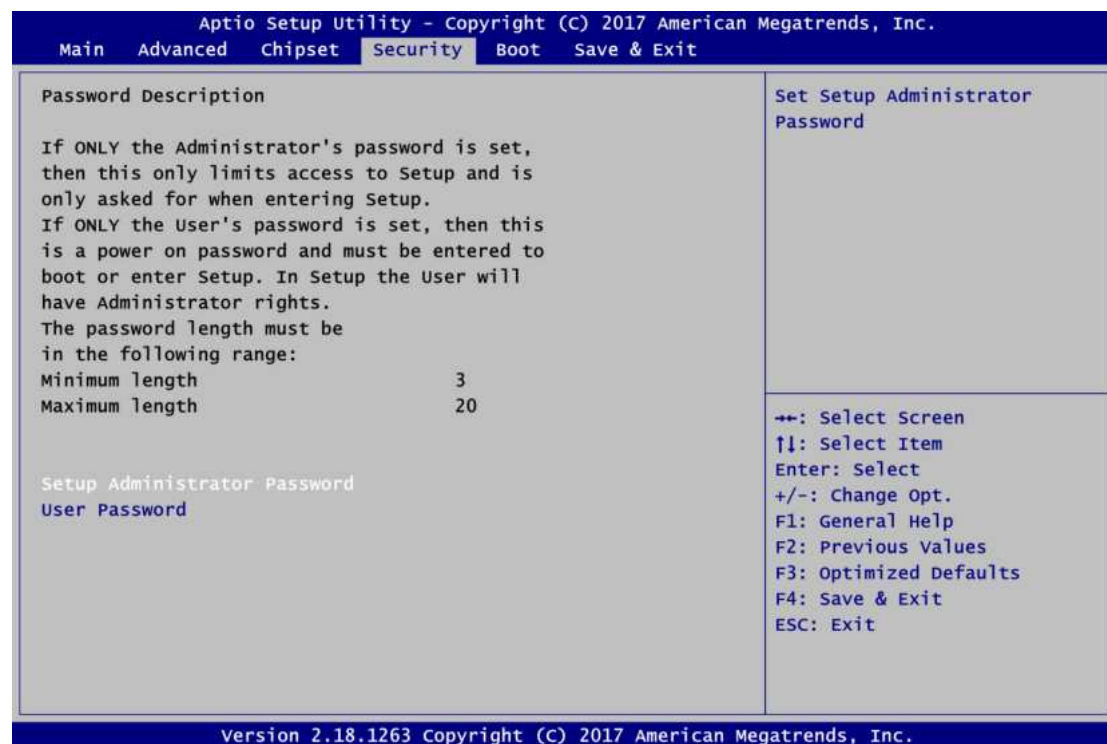 Aptio Setup Utility – Copyright (C) 2017 American Megatrends, Inc.
Main Advanced Chipset Security Boot Save & Exit
Password Description
If ONLY the Administrator's password is set,
then this only limits access to Setup and is
only asked for when entering Setup.
If ONLY the User's password is set, then this
is a power on password and must be entered to
boot or enter Setup. In Setup the User will
have Administrator rights.
The password length must be
in the following range:
Minimum length 3
Maximum length 20
Setup Administrator Password
User Password
Set Setup Administrator
Password
→←: Select Screen
↑↓: Select Item
Enter: Select
+/-: Change Opt.
F1: General Help
F2: Previous Values
F3: Optimized Defaults
F4: Save & Exit
ESC: Exit
Version 2.18.1263 Copyright (C) 2017 American Megatrends, Inc.